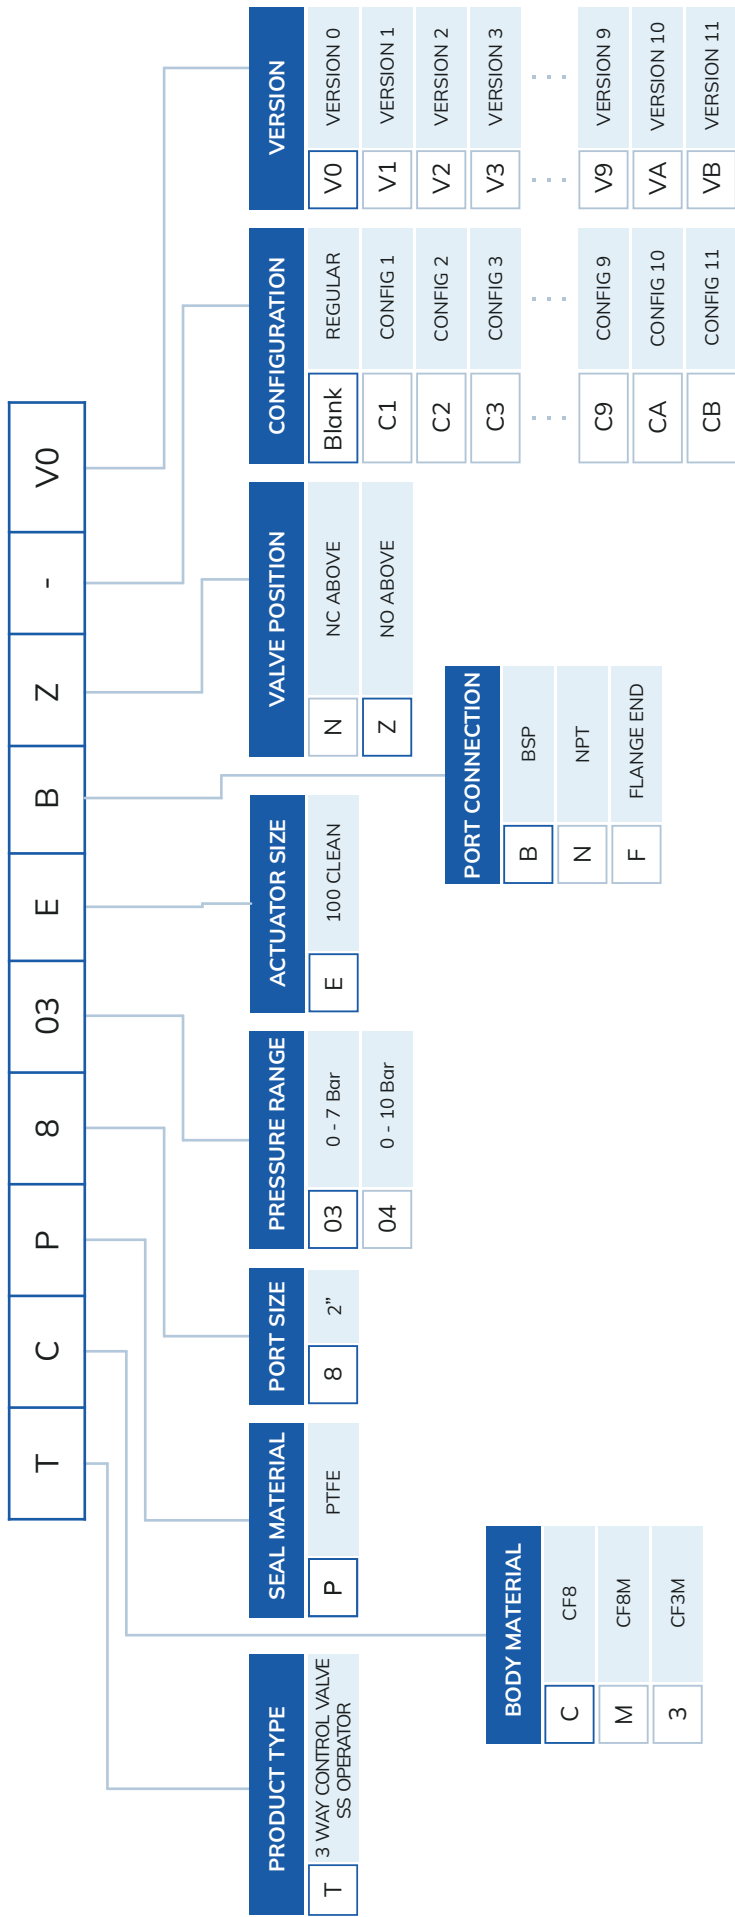 T C P 8 03 E B Z - V0
PRODUCT TYPE
T 3 WAY CONTROL VALVE
SS OPERATOR
BODY MATERIAL
C CF8
M CF8M
3 CF3M
SEAL MATERIAL
P PTFE
PORT SIZE
8 2”
PRESSURE RANGE
03 0 - 7 Bar
04 0 - 10 Bar
ACTUATOR SIZE
E 100 CLEAN
PORT CONNECTION
B BSP
N NPT
F FLANGE END
VALVE POSITION
N NC ABOVE
Z NO ABOVE
CONFIGURATION
Blank REGULAR
C1 CONFIG 1
C2 CONFIG 2
C3 CONFIG 3
... ...
C9 CONFIG 9
CA CONFIG 10
CB CONFIG 11
VERSION
V0 VERSION 0
V1 VERSION 1
V2 VERSION 2
V3 VERSION 3
... ...
V9 VERSION 9
VA VERSION 10
VB VERSION 11